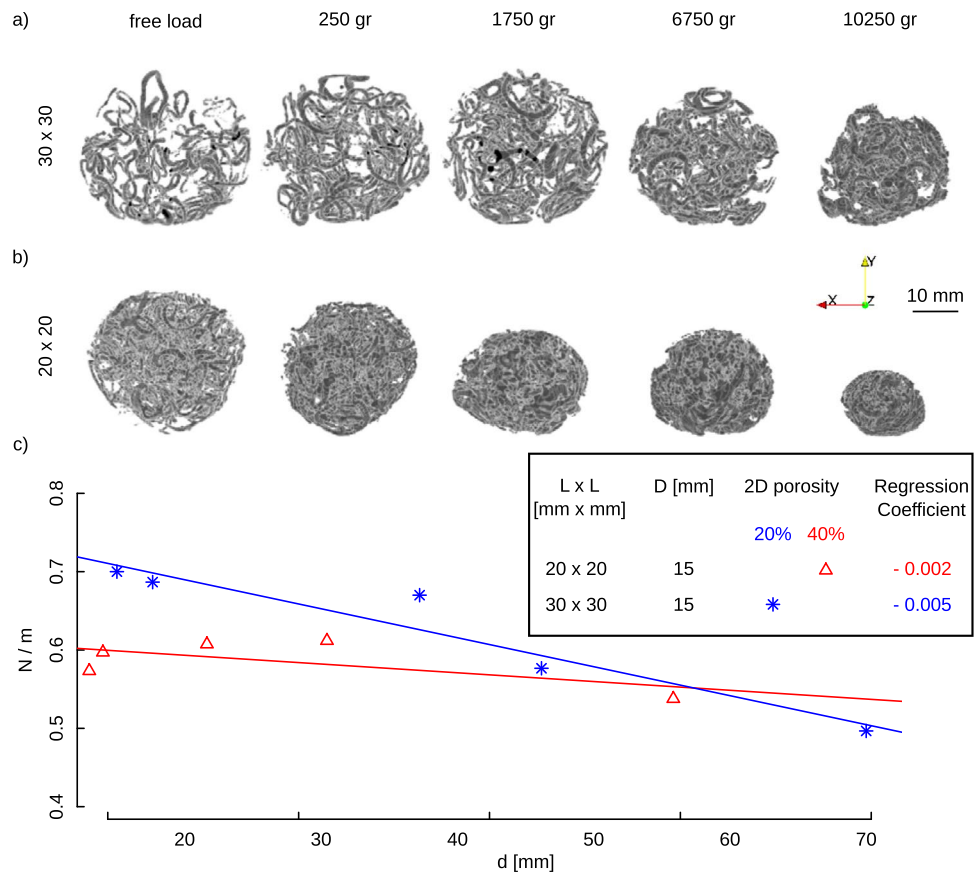 a)
free load 250 gr 1750 gr 6750 gr 10250 gr
30 x 30
b)
Y
X Z
10 mm
20 x 20
c)
L x L D [mm] 2D porosity Regression
[mm x mm] Coefficient
20% 40%
20 x 20 15 - 0.002
30 x 30 15 - 0.005
N / m
0.8
0.7
0.6
0.5
0.4
20 30 40 50 60 70
d [mm]